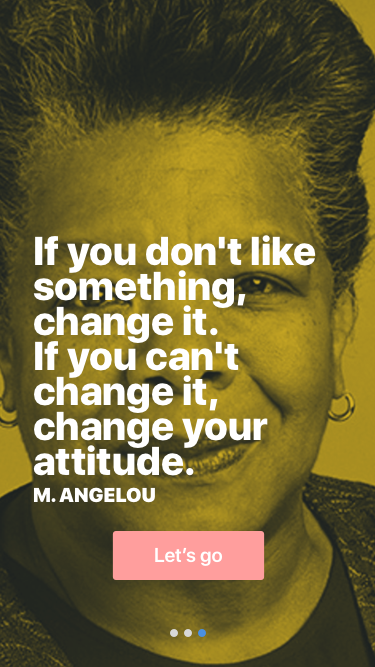 If you don't like
something,
change it.
If you can't
change it,
change your
attitude.
M. ANGELOU
Let’s go